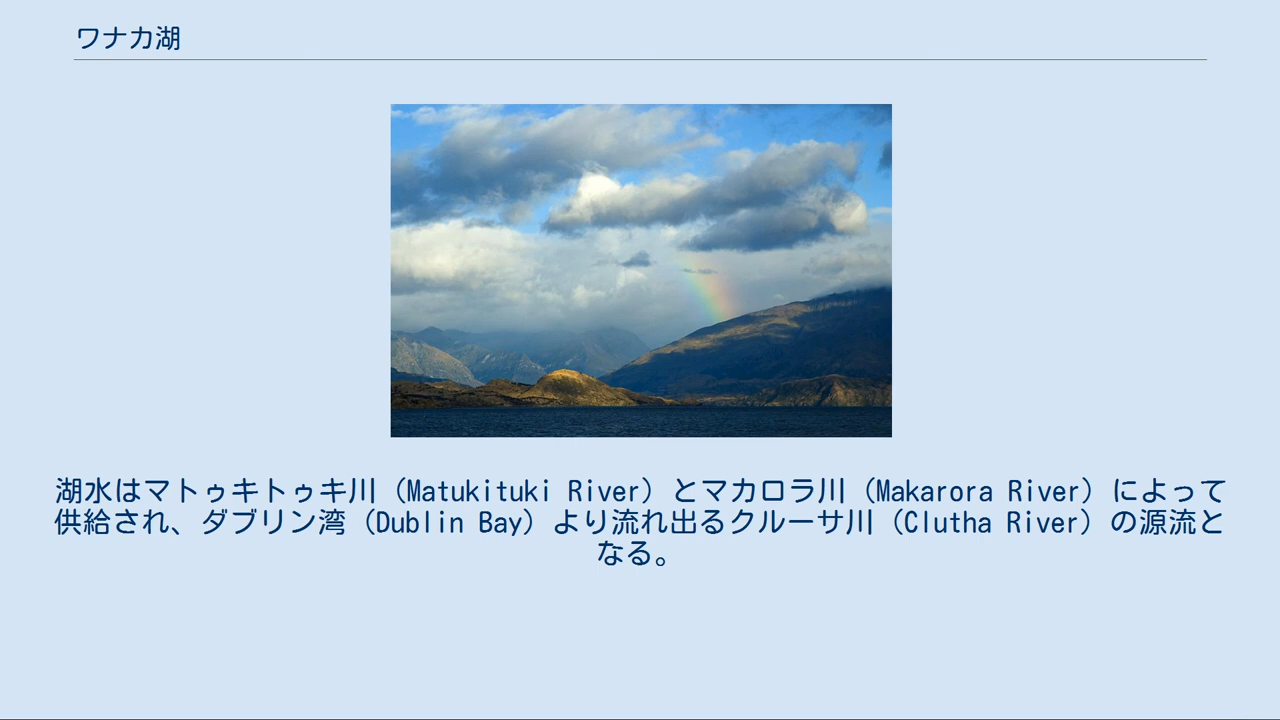 ワナカ湖
湖水はマトゥキトゥキ川（Matukituki River）とマカロラ川（Makarora River）によって
供給され、ダブリン湾（Dublin Bay）より流れ出るクルーサ川（Clutha River）の源流と
なる。